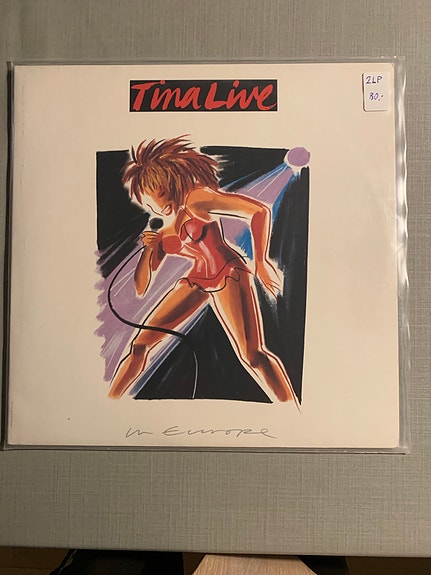 Tina Live
2LP
80,-
in Europe